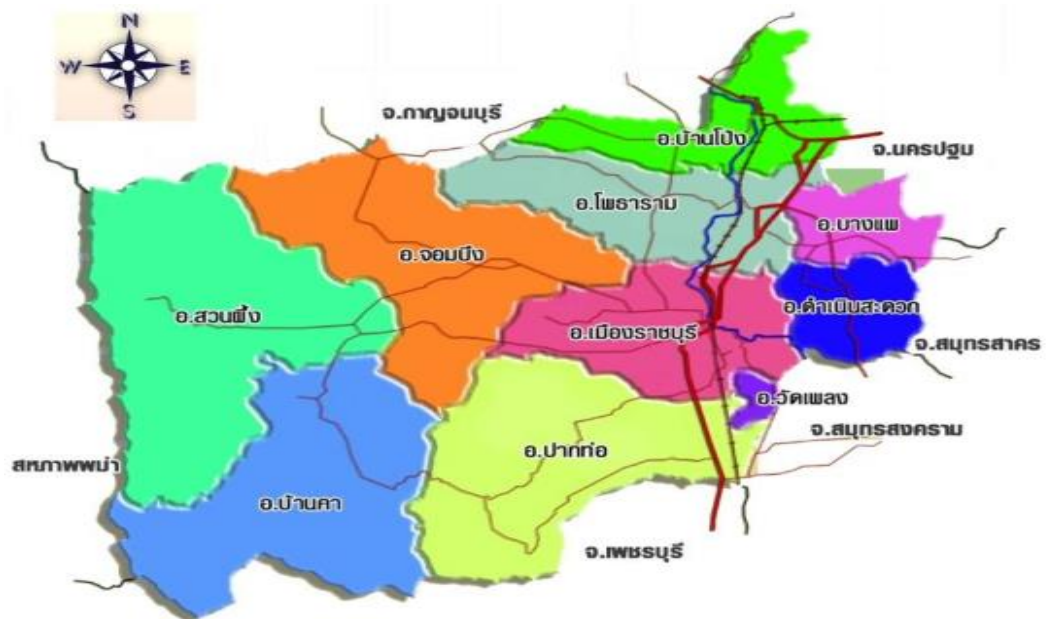 N
W E
S
จ.กาญจนบุรี
อ.บ้านโป่ง
จ.นครปฐม
อ.โพธาราม
อ.บางแพ
อ.จอมบึง
อ.สวนผึ้ง
อ.เมืองราชบุรี
อ.ดำเนินสะดวก
จ.สมุทรสาคร
อ.วัดเพลง
จ.สมุทรสงคราม
อ.ปากท่อ
สหภาพพม่า
อ.บ้านคา
จ.เพชรบุรี